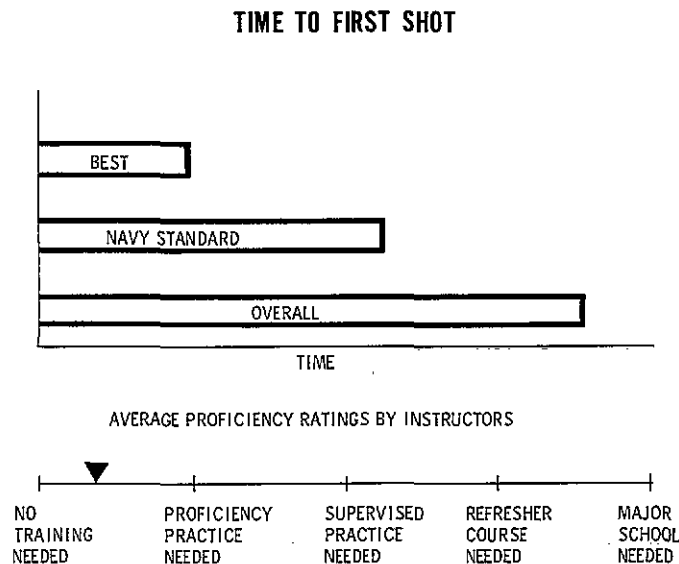 TIME TO FIRST SHOT
BEST
NAVY STANDARD
OVERALL
TIME
AVERAGE PROFICIENCY RATINGS BY INSTRUCTORS
NO
TRAINING
NEEDED
PROFICIENCY
PRACTICE
NEEDED
SUPERVISED
PRACTICE
NEEDED
REFRESHER
COURSE
NEEDED
MAJOR
SCHOOL
NEEDED